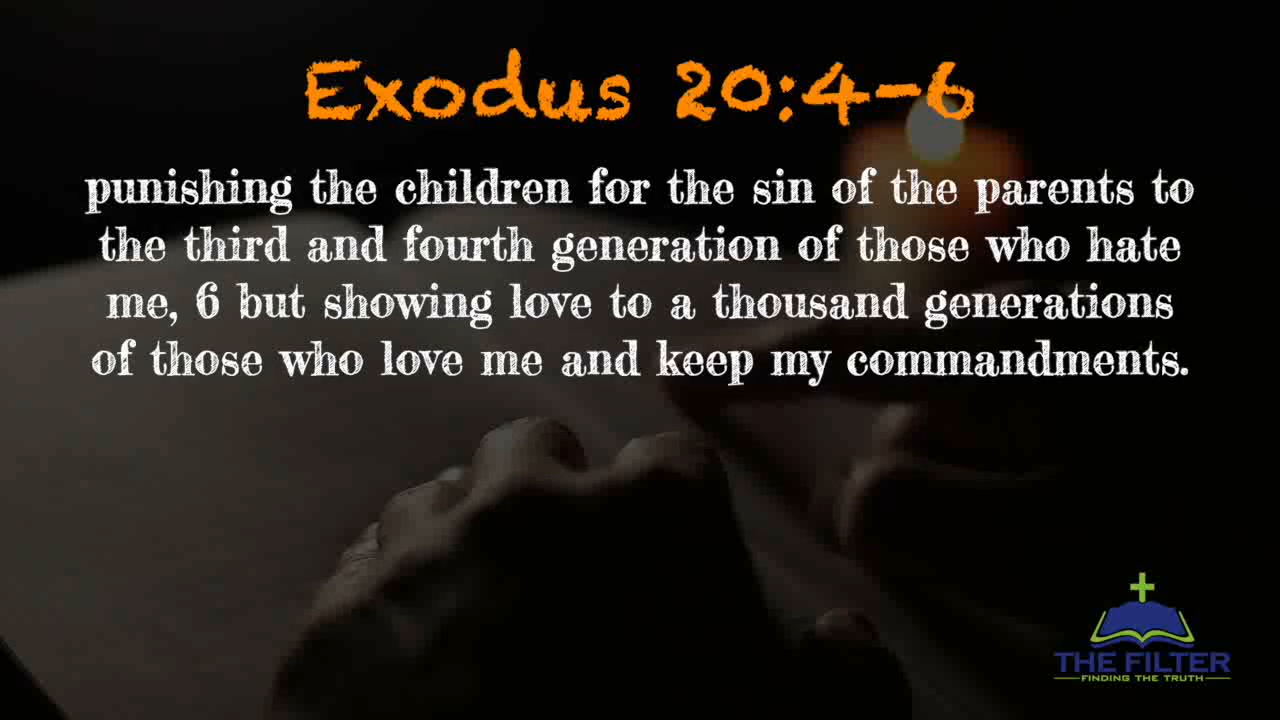 Exodus 20:4-6
punishing the children for the sin of the parents to
the third and fourth generation of those who hate
me, 6 but showing love to a thousand generations
of those who love me and keep my commandments.
THE FILTER
FINDING THE TRUTH